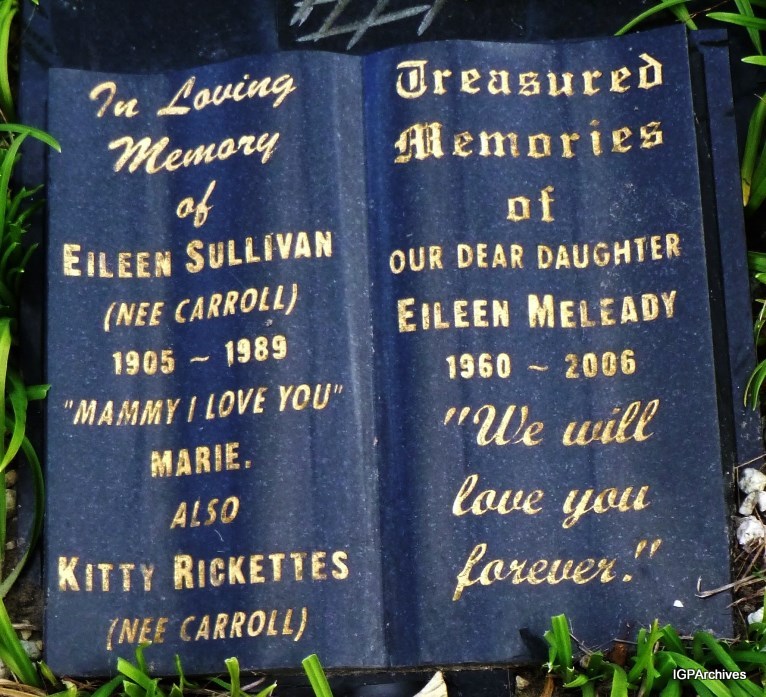 In Loving
Memory
of
EILEEN SULLIVAN
(NEE CARROLL)
1905 ~ 1989
"MAMMY I LOVE YOU"
MARIE.
ALSO
KITTY RICKETTES
(NEE CARROLL)
Treasured
Memories
of
OUR DEAR DAUGHTER
EILEEN MELEADY
1960 ~ 2006
"We will
love you
forever."
IGPArchives